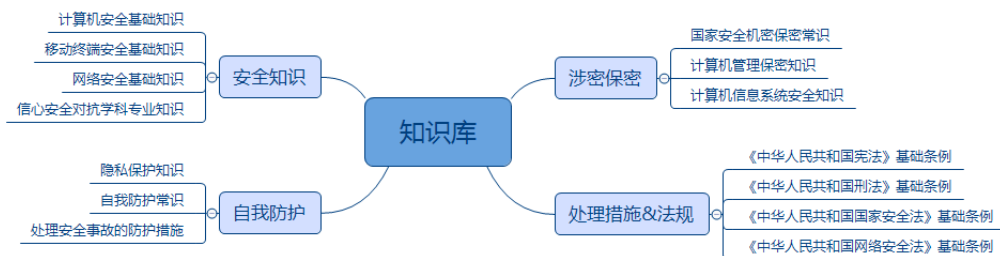 计算机安全基础知识
移动终端安全基础知识
网络安全基础知识
信心安全对抗学科专业知识
安全知识
隐私保护知识
自我防护常识
处理安全事故的防护措施
自我防护
知识库
涉密保密
国家安全机密保密常识
计算机管理保密知识
计算机信息系统安全知识
处理措施&法规
《中华人民共和国宪法》基础条例
《中华人民共和国刑法》基础条例
《中华人民共和国国家安全法》基础条例
《中华人民共和国网络安全法》基础条例